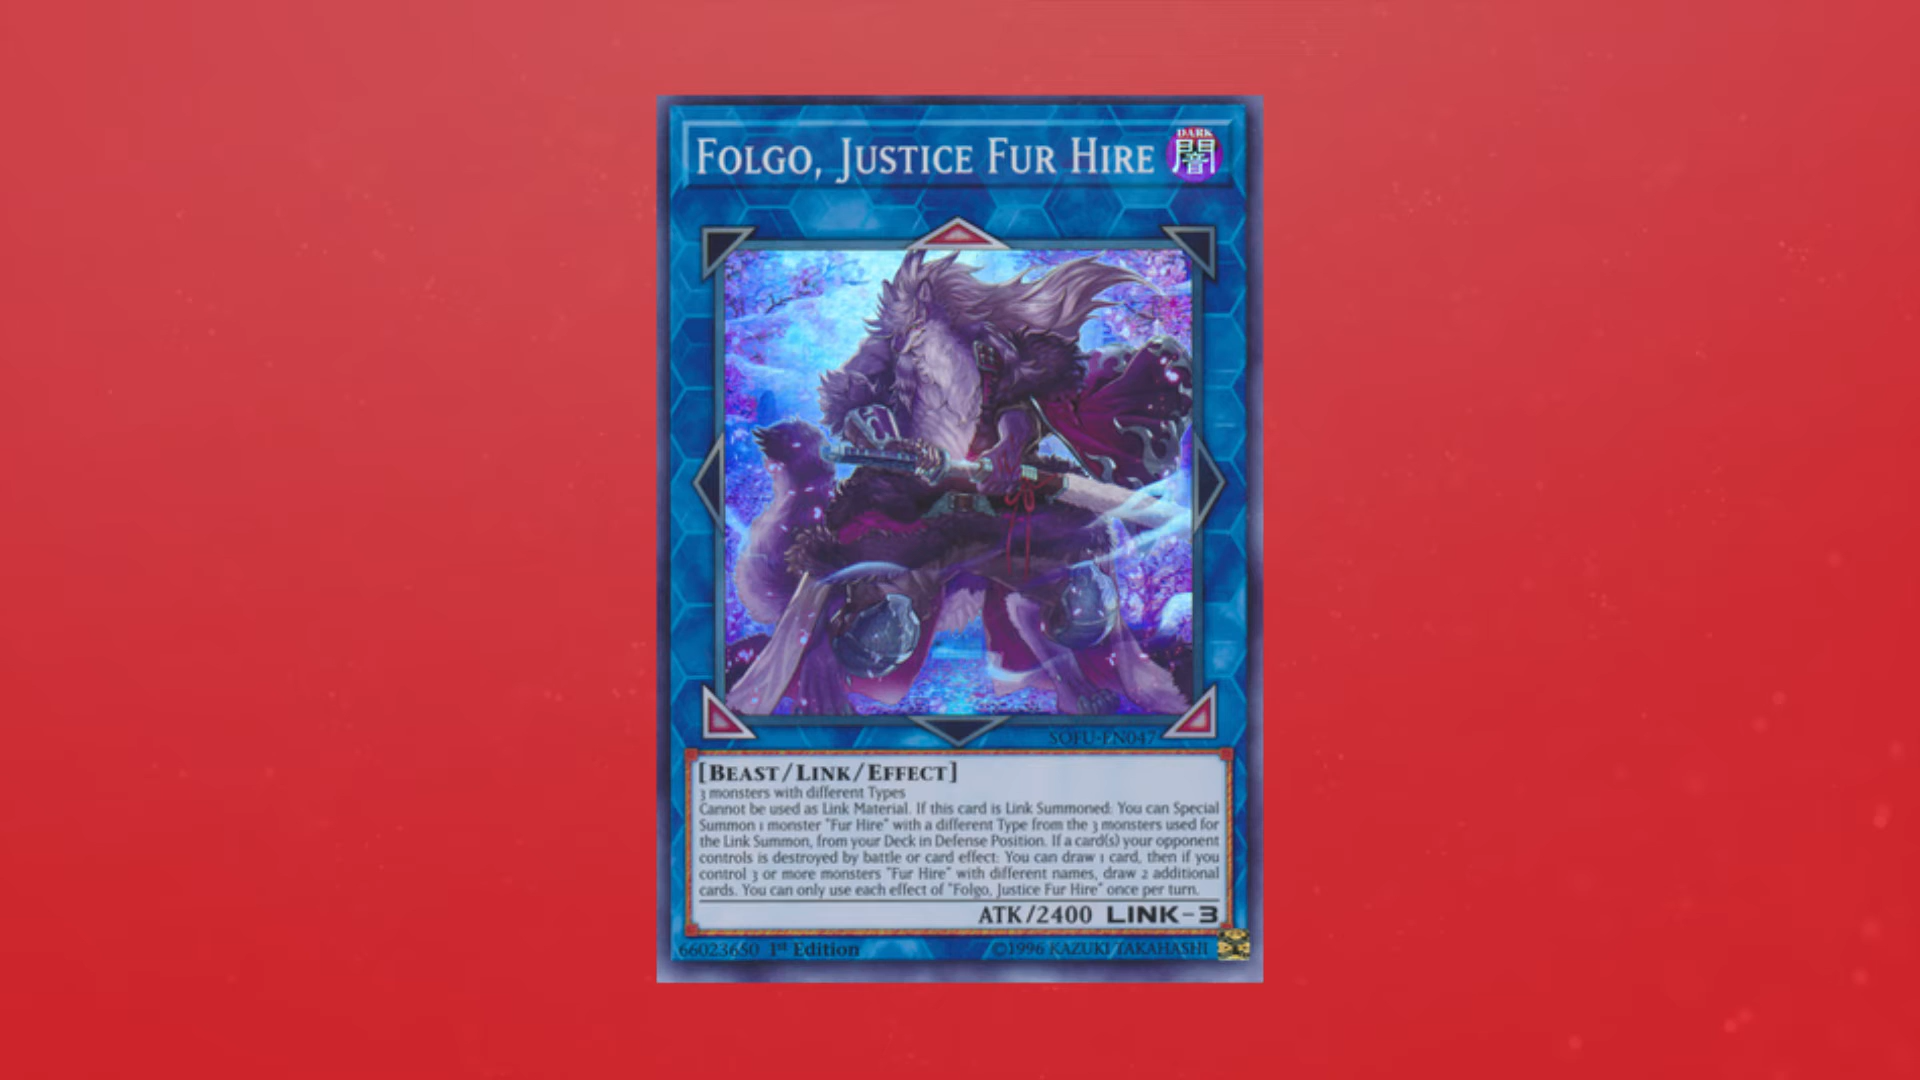 FOLGO, JUSTICE FUR HIRE
DARK
闇
SOFU-EN047
[BEAST/LINK/EFFECT]
3 monsters with different Types
Cannot be used as Link Material. If this card is Link Summoned: You can Special
Summon 1 monster "Fur Hire" with a different Type from the 3 monsters used for
the Link Summon, from your Deck in Defense Position. If a card(s) your opponent
controls is destroyed by battle or card effect: You can draw 1 card, then if you
control 3 or more monsters "Fur Hire" with different names, draw 2 additional
cards. You can only use each effect of "Folgo, Justice Fur Hire" once per turn.
ATK/2400 LINK-3
66023650 1st Edition ©1996 KAZUKI TAKAHASHI